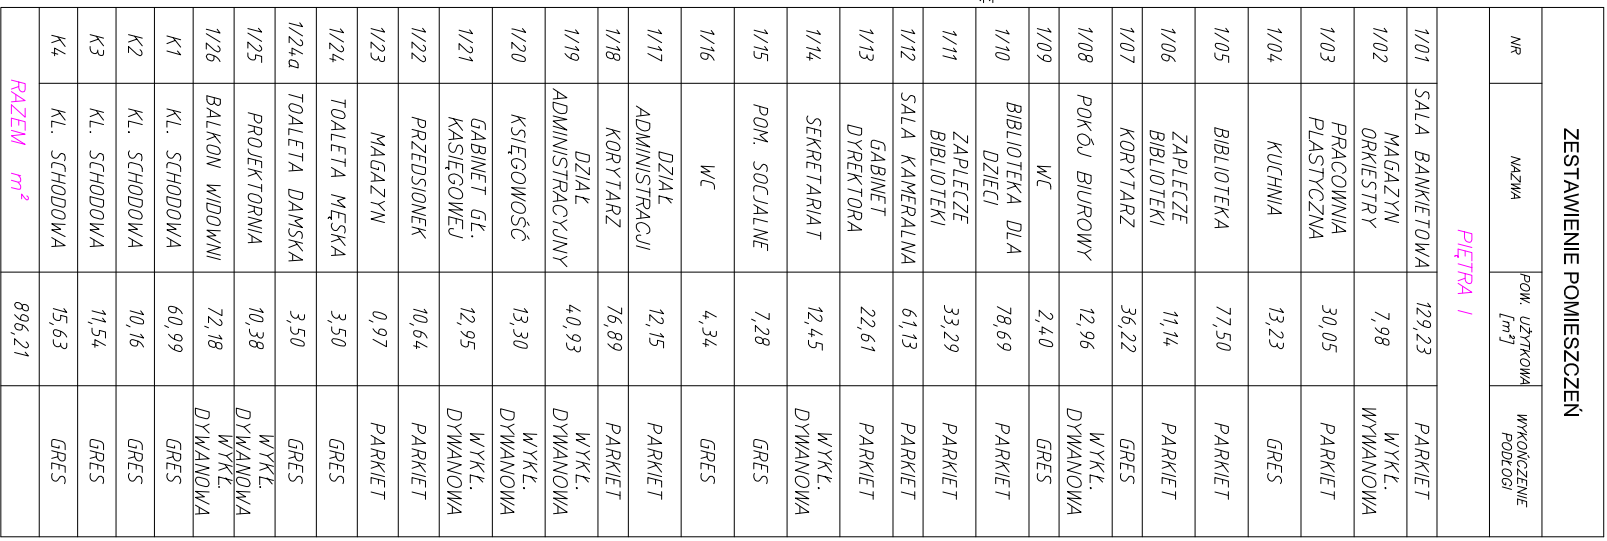 ZESTAWIENIE POMIESZCZEŃ
NR NAZWA POW. UŻYTKOWA [m²] WYKOŃCZENIE PODŁOGI
PIĘTRA I
1/01 SALA BANKIETOWA 129,23 PARKIET
1/02 MAGAZYN ORKIESTRY 7,98 WYKŁ. WYWANOWA
1/03 PRACOWNIA PLASTYCZNA 30,05 PARKIET
1/04 KUCHNIA 13,23 GRES
1/05 BIBLIOTEKA 77,50 PARKIET
1/06 ZAPLECZE BIBLIOTEKI 11,14 PARKIET
1/07 KORYTARZ 36,22 GRES
1/08 POKÓJ BIUROWY 12,96 WYKŁ. DYWANOWA
1/09 WC 2,40 GRES
1/10 BIBLIOTEKA DLA DZIECI 78,69 PARKIET
1/11 ZAPLECZE BIBLIOTEKI 33,29 PARKIET
1/12 SALA KAMERALNA 61,13 PARKIET
1/13 GABINET DYREKTORA 22,61 PARKIET
1/14 SEKRETARIAT 12,45 WYKŁ. DYWANOWA
1/15 POM. SOCJALNE 7,28 GRES
1/16 WC 4,34 GRES
1/17 DZIAŁ ADMINISTRACJI 12,15 PARKIET
1/18 KORYTARZ 76,89 PARKIET
1/19 DZIAŁ ADMINISTRACYJNY 40,93 WYKŁ. DYWANOWA
1/20 KSIĘGOWOŚĆ 13,30 WYKŁ. DYWANOWA
1/21 GABINET GŁ. KASIĘGOWEJ 12,95 WYKŁ. DYWANOWA
1/22 PRZEDSIONEK 10,64 PARKIET
1/23 MAGAZYN 0,97 PARKIET
1/24 TOALETA MĘSKA 3,50 GRES
1/24a TOALETA DAMSKA 3,50 GRES
1/25 PROJEKTORNIA 10,38 WYKŁ. DYWANOWA
1/26 BALKON WIDOWNI 72,18 WYKŁ. DYWANOWA
K1 KL. SCHODOWA 60,99 GRES
K2 KL. SCHODOWA 10,16 GRES
K3 KL. SCHODOWA 11,54 GRES
K4 KL. SCHODOWA 15,63 GRES
RAZEM m² 896,21